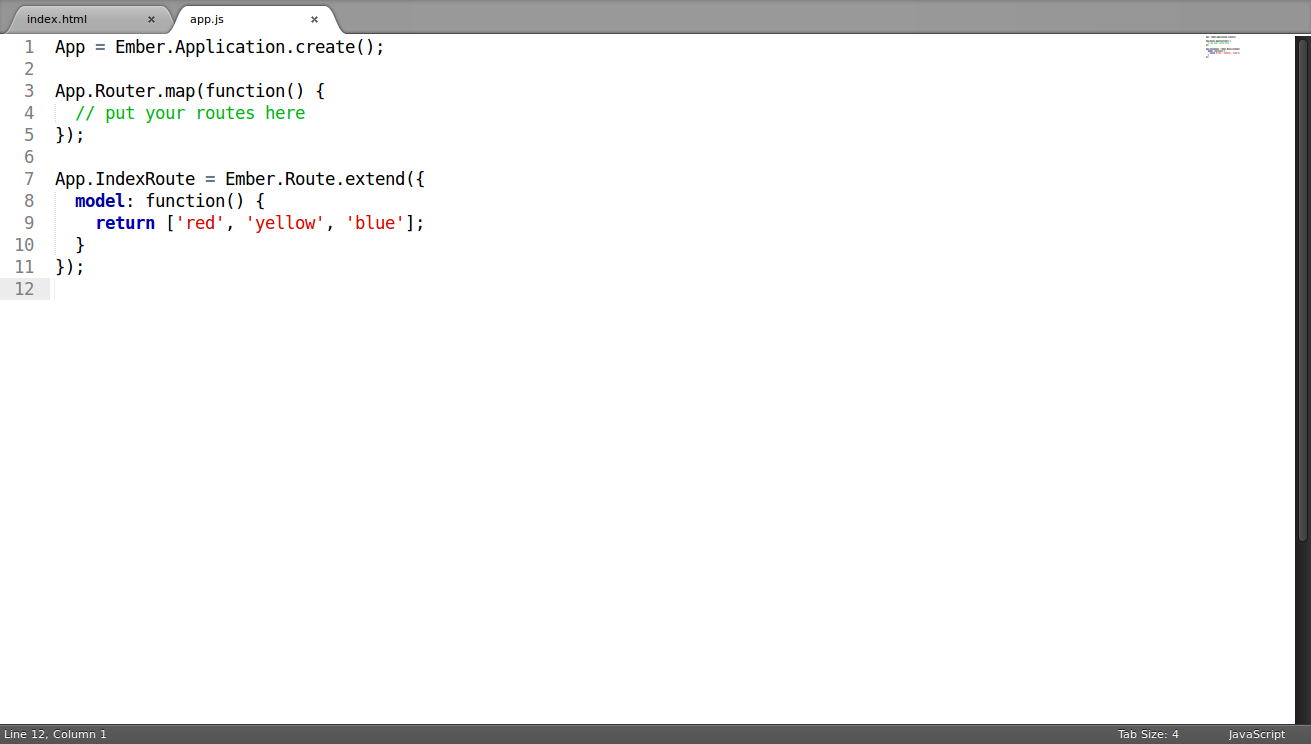 index.html × app.js ×
1 App = Ember.Application.create();
2
3 App.Router.map(function() {
4   // put your routes here
5 });
6
7 App.IndexRoute = Ember.Route.extend({
8   model: function() {
9     return ['red', 'yellow', 'blue'];
10   }
11 });
12
Line 12, Column 1 Tab Size: 4 JavaScript